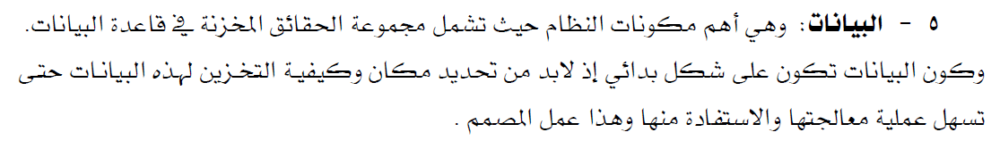 ٥ - البيانات: وهي أهم مكونات النظام حيث تشمل مجموعة الحقائق المخزنة في قاعدة البيانات.
وكون البيانات تكون على شكل بدائي إذ لابد من تحديد مكان وكيفية التخزين لهذه البيانات حتى
تسهل عملية معالجتها والاستفادة منها وهذا عمل المصمم .